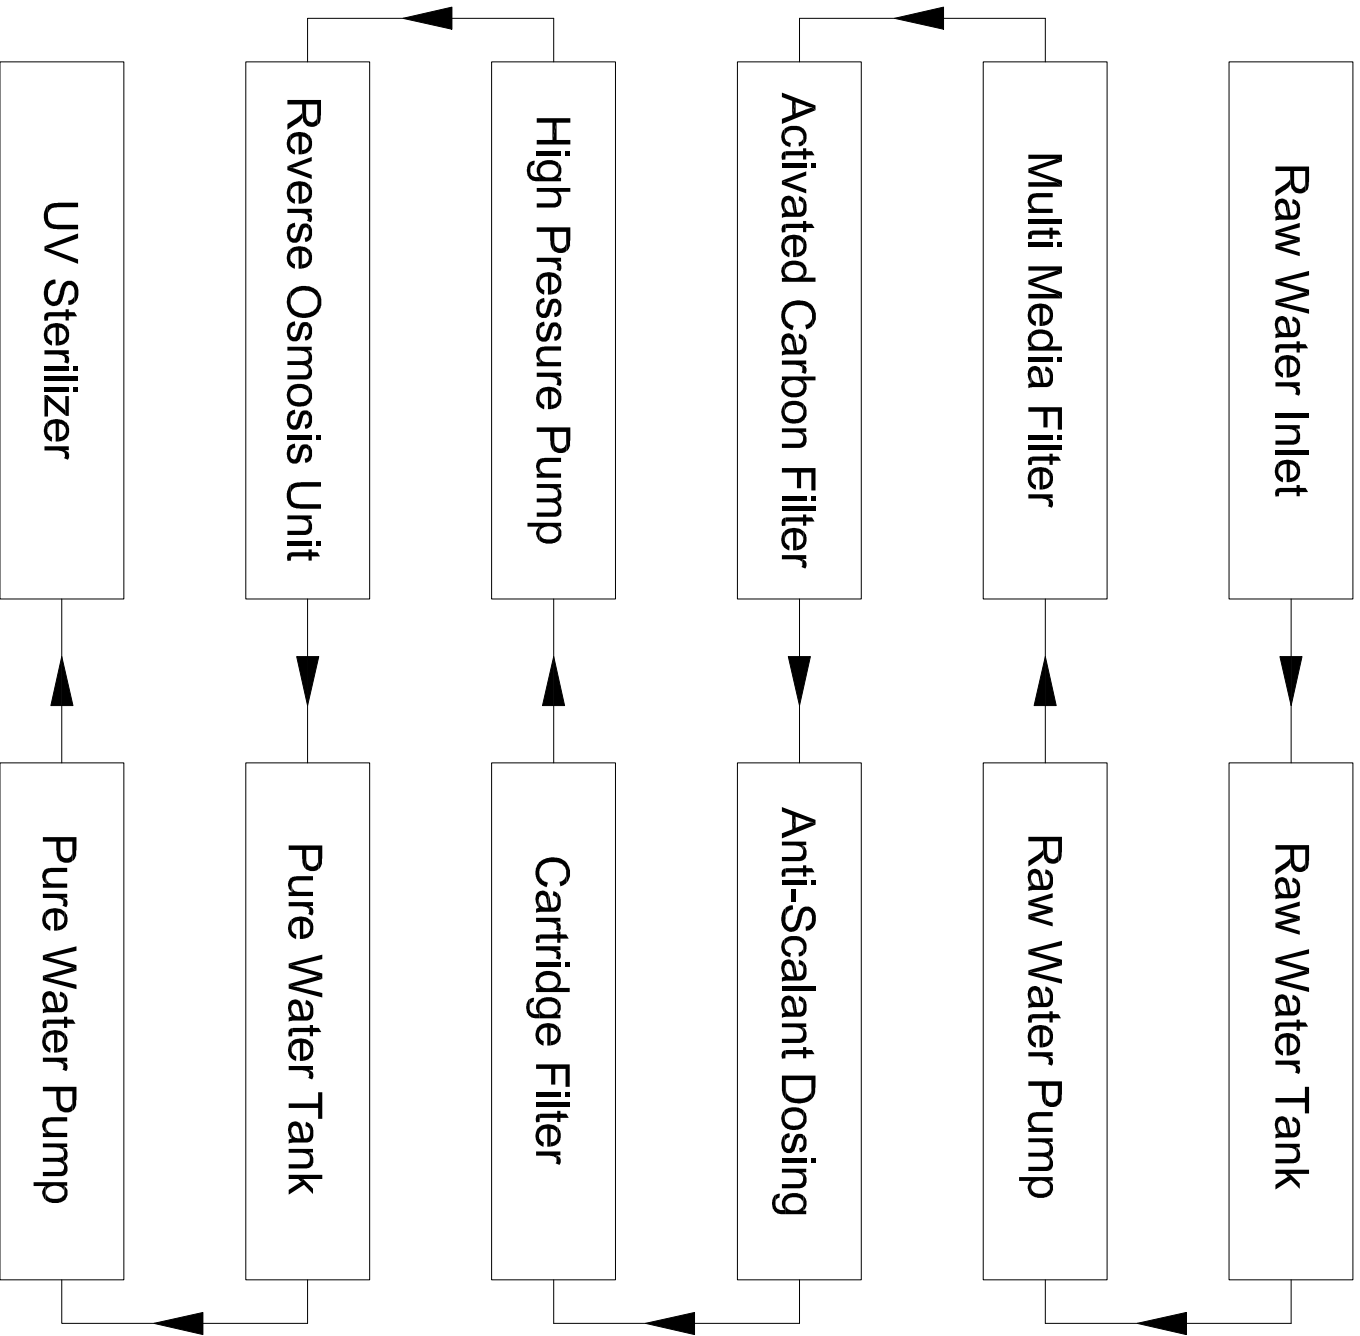 Raw Water Inlet
Raw Water Tank
Multi Media Filter
Raw Water Pump
Activated Carbon Filter
Anti-Scalant Dosing
High Pressure Pump
Cartridge Filter
Reverse Osmosis Unit
Pure Water Tank
UV Sterilizer
Pure Water Pump